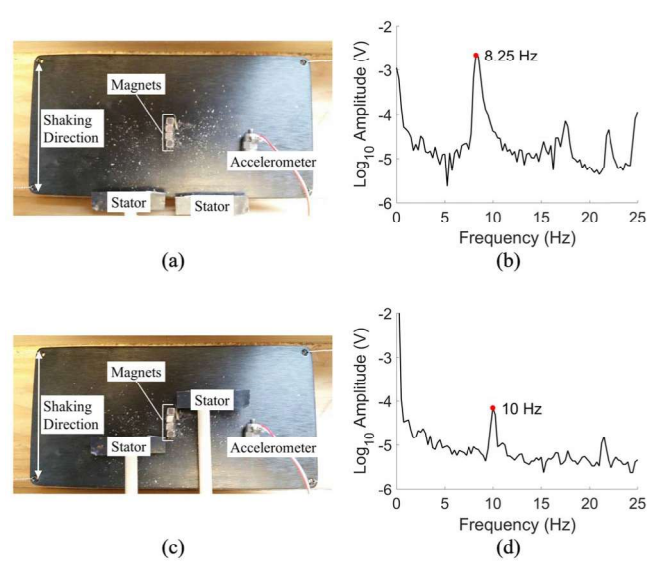 Magnets
Shaking
Direction
Accelerometer
Stator
Stator
(a)
-2
-3
-4
-5
-6
Log10 Amplitude (V)
8.25 Hz
0
5
10
15
20
25
Frequency (Hz)
(b)
Magnets
Stator
Shaking
Direction
Stator
Accelerometer
(c)
-2
-3
-4
-5
-6
Log10 Amplitude (V)
10 Hz
0
5
10
15
20
25
Frequency (Hz)
(d)